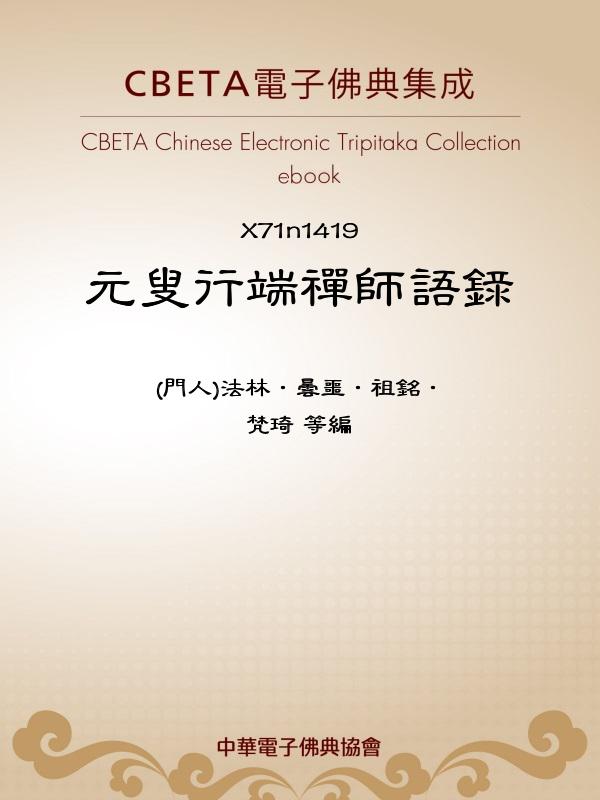 CBETA電子佛典集成
CBETA Chinese Electronic Tripitaka Collection
ebook
X71n1419
元叟行端禪師語錄
(門人)法林．曇噩．祖銘．
梵琦 等編
中華電子佛典協會